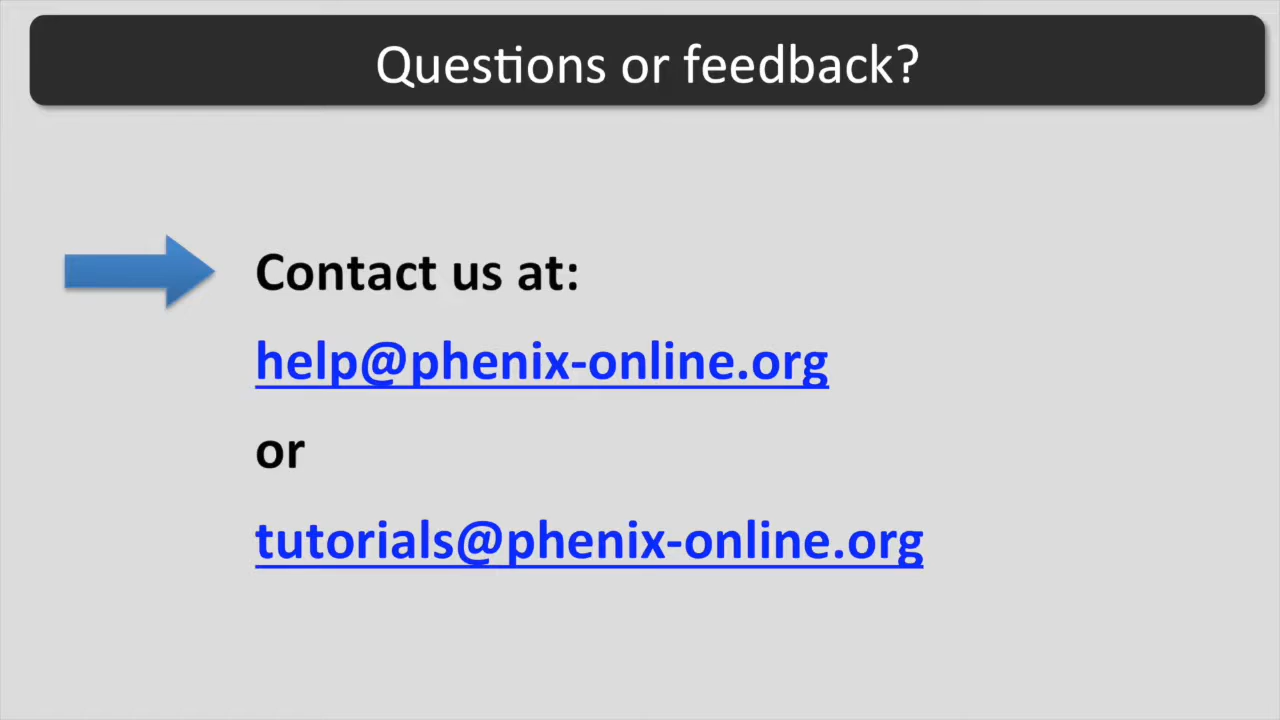 Questions or feedback?
Contact us at:
help@phenix-online.org
or
tutorials@phenix-online.org